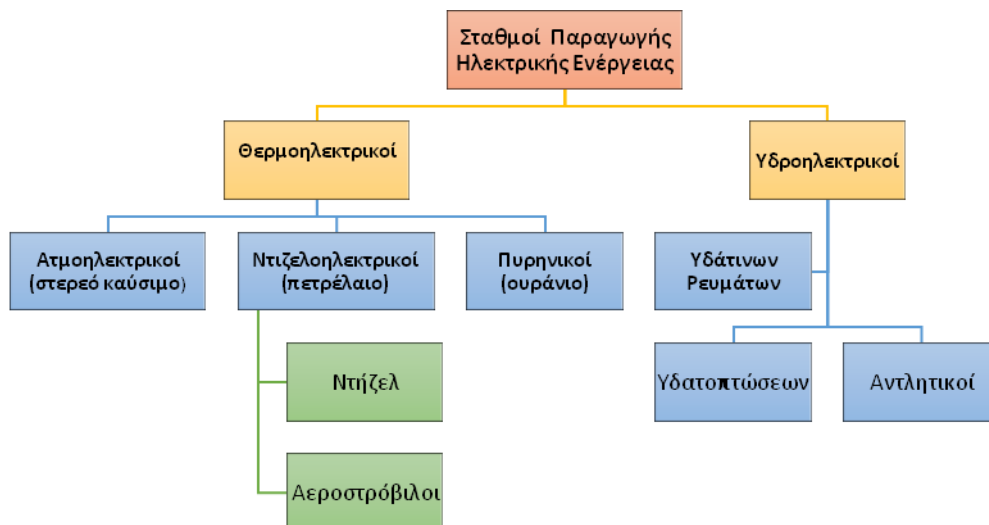 Σταθμοί Παραγωγής
Ηλεκτρικής Ενέργειας
Θερμοηλεκτρικοί
Υδροηλεκτρικοί
Ατμοηλεκτρικοί
(στερεό καύσιμο)
Ντιζελοηλεκτρικοί
(πετρέλαιο)
Πυρηνικοί
(ουράνιο)
Υδάτινων
Ρευμάτων
Ντήζελ
Υδατοπτώσεων
Αντλητικοί
Αεροστρόβιλοι